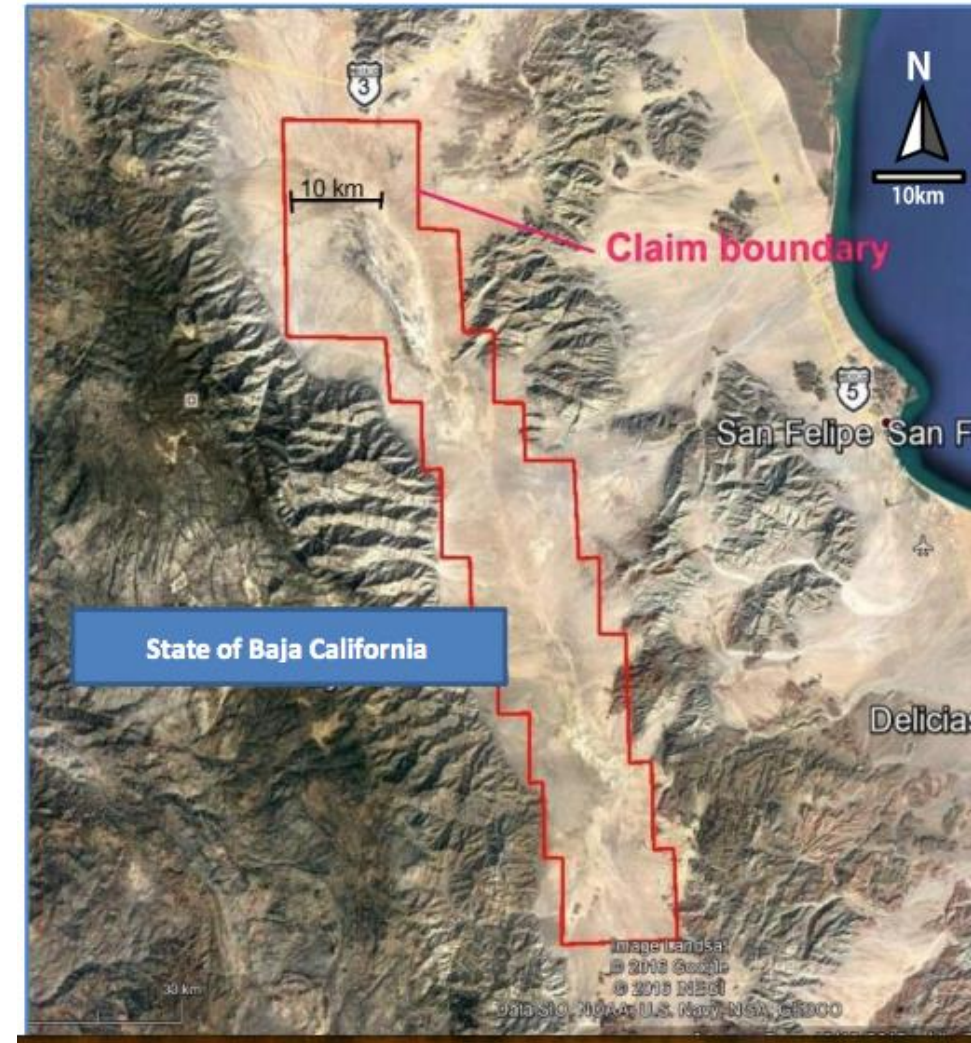 3
N
10km
10 km
Claim boundary
5
San Felipe San F
State of Baja California
Delicias
Image Landsat
© 2016 Google
© 2016 INEGI
Data SIO, NOAA, U.S. Navy, NGA, GEBCO
33 km